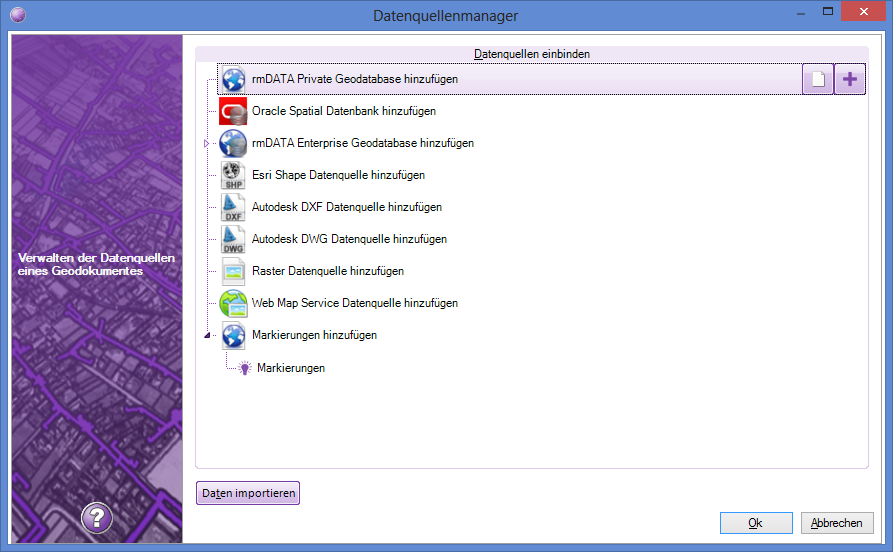 Datenquellenmanager
Verwalten der Datenquellen
eines Geodokumentes
?
Datenquellen einbinden
rmDATA Private Geodatabase hinzufügen
Oracle Spatial Datenbank hinzufügen
rmDATA Enterprise Geodatabase hinzufügen
SHP
Esri Shape Datenquelle hinzufügen
DXF
Autodesk DXF Datenquelle hinzufügen
DWG
Autodesk DWG Datenquelle hinzufügen
Raster Datenquelle hinzufügen
Web Map Service Datenquelle hinzufügen
Markierungen hinzufügen
Markierungen
Daten importieren
Ok
Abbrechen